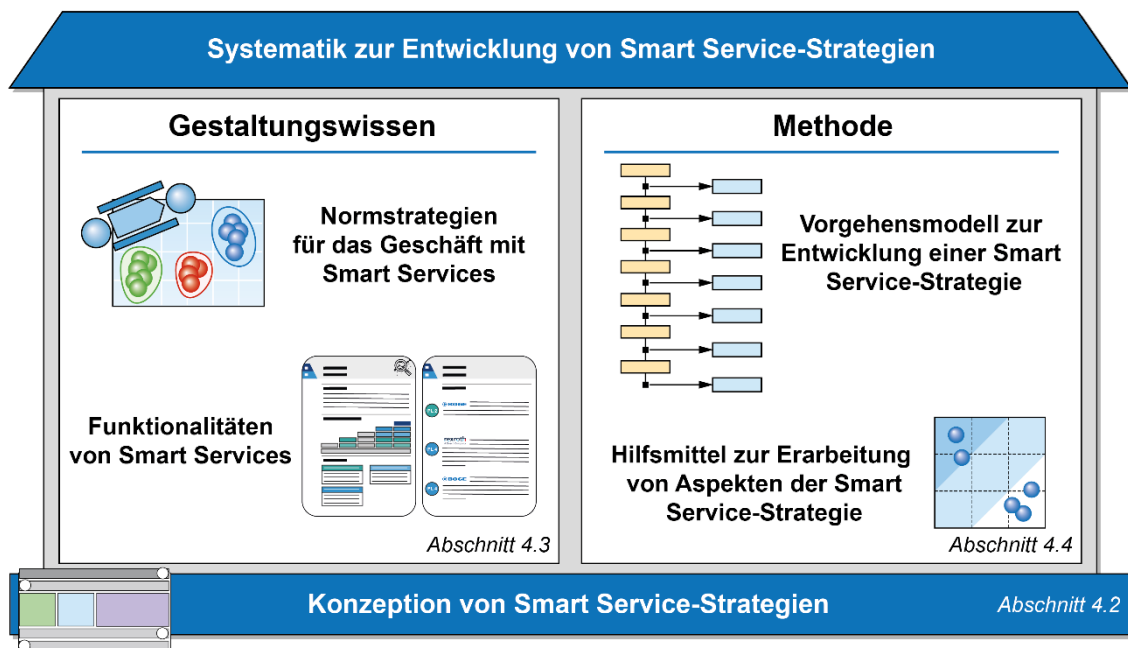 Systematik zur Entwicklung von Smart Service-Strategien
Gestaltungswissen
Normstrategien
für das Geschäft mit
Smart Services
Funktionalitäten
von Smart Services
Abschnitt 4.3
Methode
Vorgehensmodell zur
Entwicklung einer Smart
Service-Strategie
Hilfsmittel zur Erarbeitung
von Aspekten der Smart
Service-Strategie
Abschnitt 4.4
Konzeption von Smart Service-Strategien
Abschnitt 4.2